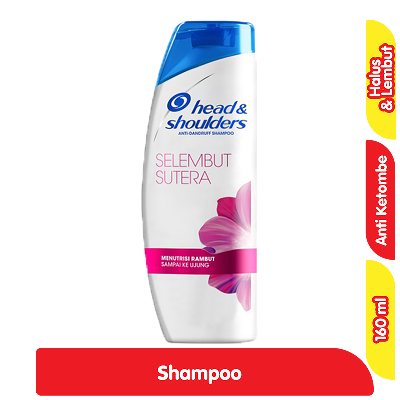 head &
shoulders
ANTI-DANDRUFF SHAMPOO
SELEMBUT
SUTERA
MENUTRISI RAMBUT
SAMPAI KE UJUNG
Halus
& Lembut
Anti Ketombe
160 ml
Shampoo